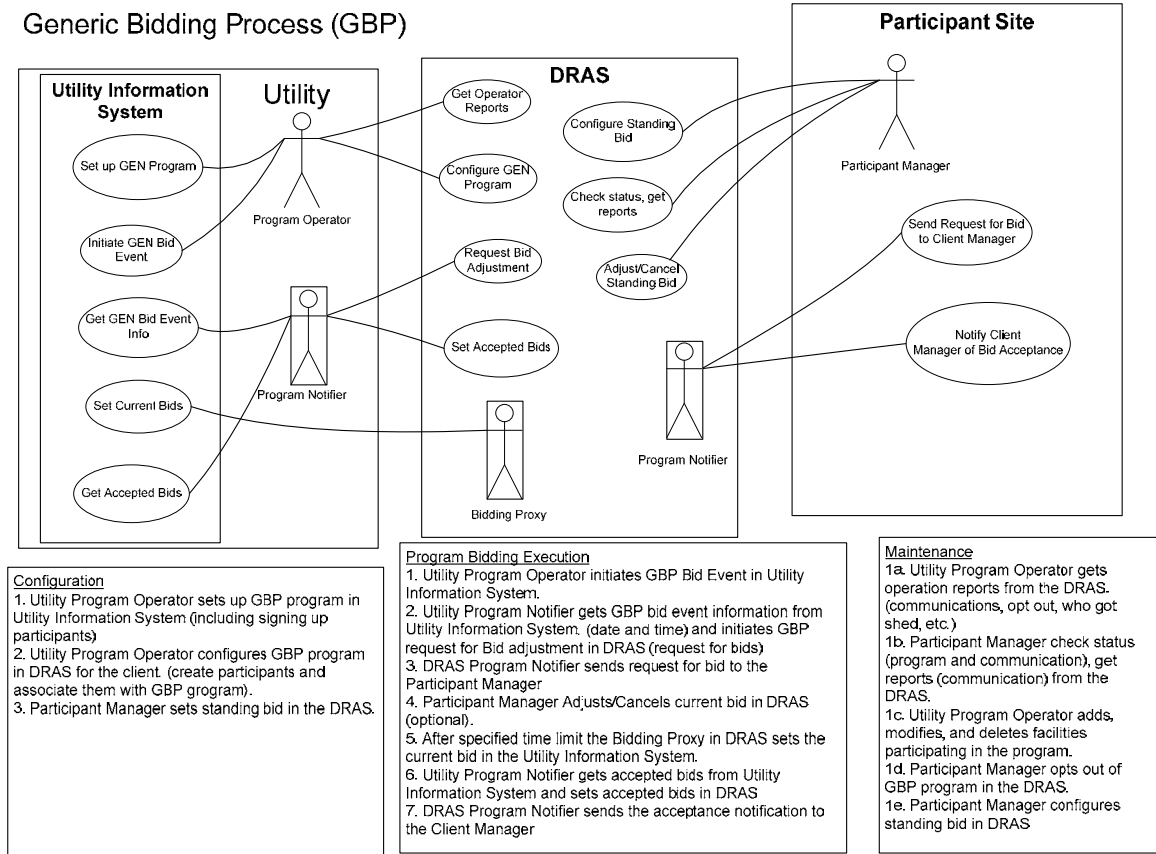 Generic Bidding Process (GBP)
Utility Information
System
Utility
Set up GEN Program
Initiate GEN Bid
Event
Get GEN Bid Event
Info
Set Current Bids
Get Accepted Bids
Program Operator
Program Notifier
DRAS
Get Operator
Reports
Configure GEN
Program
Request Bid
Adjustment
Set Accepted Bids
Bidding Proxy
Configure Standing
Bid
Check status, get
reports
Adjust/Cancel
Standing Bid
Program Notifier
Participant Site
Participant Manager
Send Request for Bid
to Client Manager
Notify Client
Manager of Bid Acceptance
Configuration
1. Utility Program Operator sets up GBP program in
Utility Information System (including signing up
participants)
2. Utility Program Operator configures GBP program
in DRAS for the client. (create participants and
associate them with GBP grogram).
3. Participant Manager sets standing bid in the DRAS.
Program Bidding Execution
1. Utility Program Operator initiates GBP Bid Event in Utility
Information System.
2. Utility Program Notifier gets GBP bid event information from
Utility Information System. (date and time) and initiates GBP
request for Bid adjustment in DRAS (request for bids)
3. DRAS Program Notifier sends request for bid to the
Participant Manager
4. Participant Manager Adjusts/Cancels current bid in DRAS
(optional).
5. After specified time limit the Bidding Proxy in DRAS sets the
current bid in the Utility Information System.
6. Utility Program Notifier gets accepted bids from Utility
Information System and sets accepted bids in DRAS
7. DRAS Program Notifier sends the acceptance notification to
the Client Manager
Maintenance
1a. Utility Program Operator gets
operation reports from the DRAS.
(communications, opt out, who got
shed, etc.)
1b. Participant Manager check status
(program and communication), get
reports (communication) from the
DRAS.
1c. Utility Program Operator adds,
modifies, and deletes facilities
participating in the program.
1d. Participant Manager opts out of
GBP program in the DRAS.
1e. Participant Manager configures
standing bid in DRAS